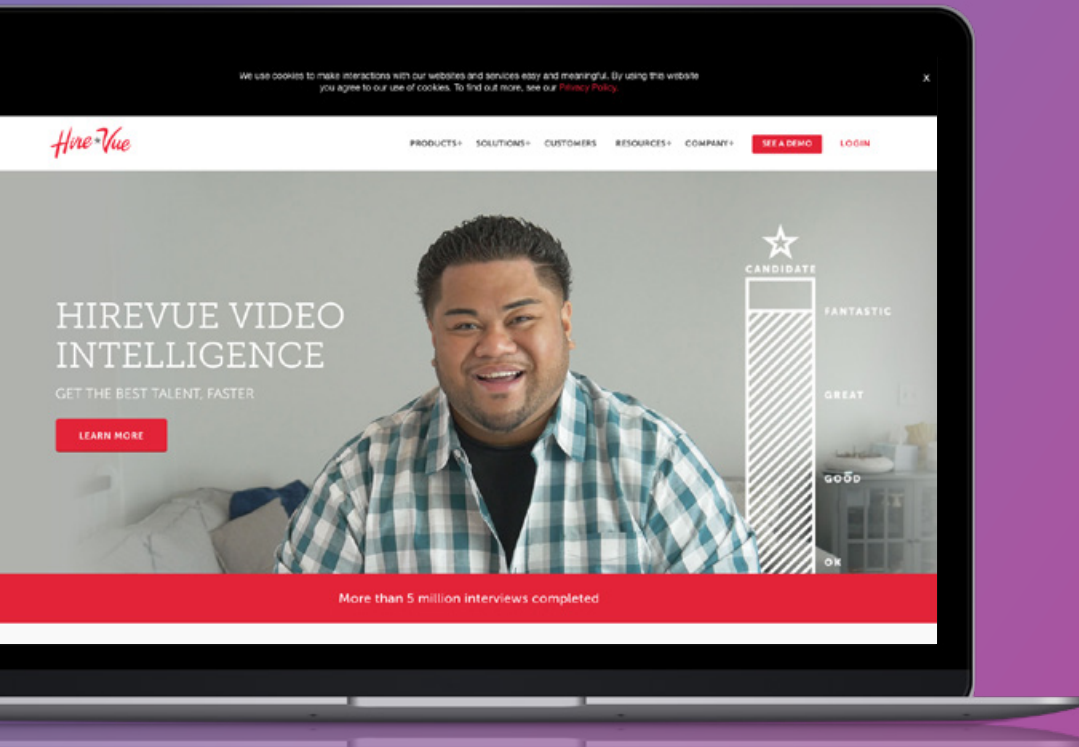 We use cookies to make interactions with our websites and services easy and meaningful. By using this website
you agree to our use of cookies. To find out more, see our Privacy Policy.
X
Hire Vue
PRODUCTS+ SOLUTIONS+ CUSTOMERS RESOURCES+ COMPANY+ SEE A DEMO LOGIN
CANDIDATE
FANTASTIC
HIREVUE VIDEO
INTELLIGENCE
GET THE BEST TALENT, FASTER
GREAT
LEARN MORE
GOOD
OK
More than 5 million interviews completed